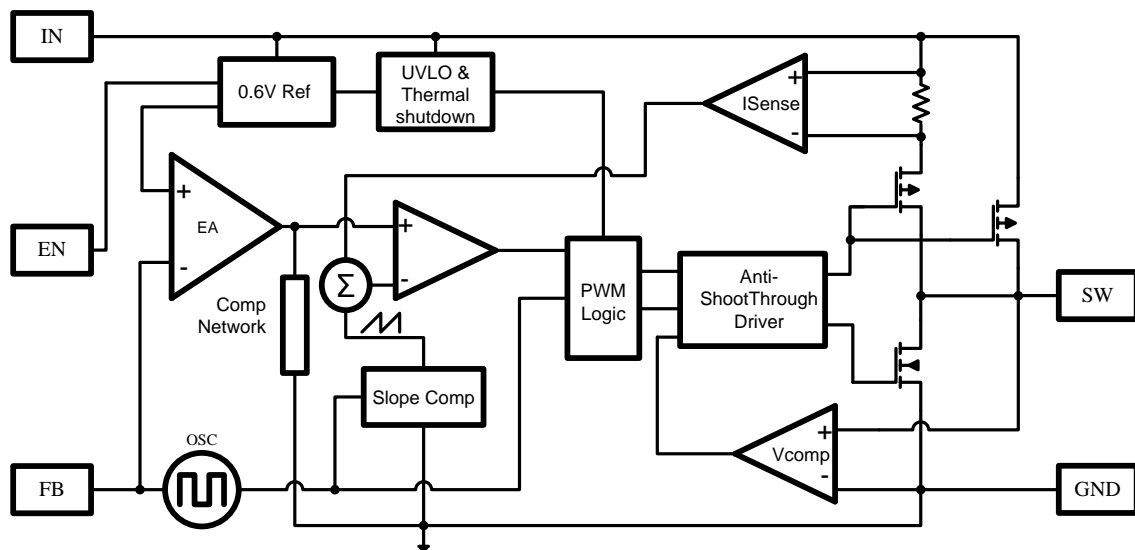 IN
0.6V Ref
UVLO &
Thermal
shutdown
+
ISense
-
+
EA
-
EN
+
-
Σ
Comp
Network
PWM
Logic
Anti-
ShootThrough
Driver
SW
Slope Comp
OSC
+
Vcomp
-
FB
GND